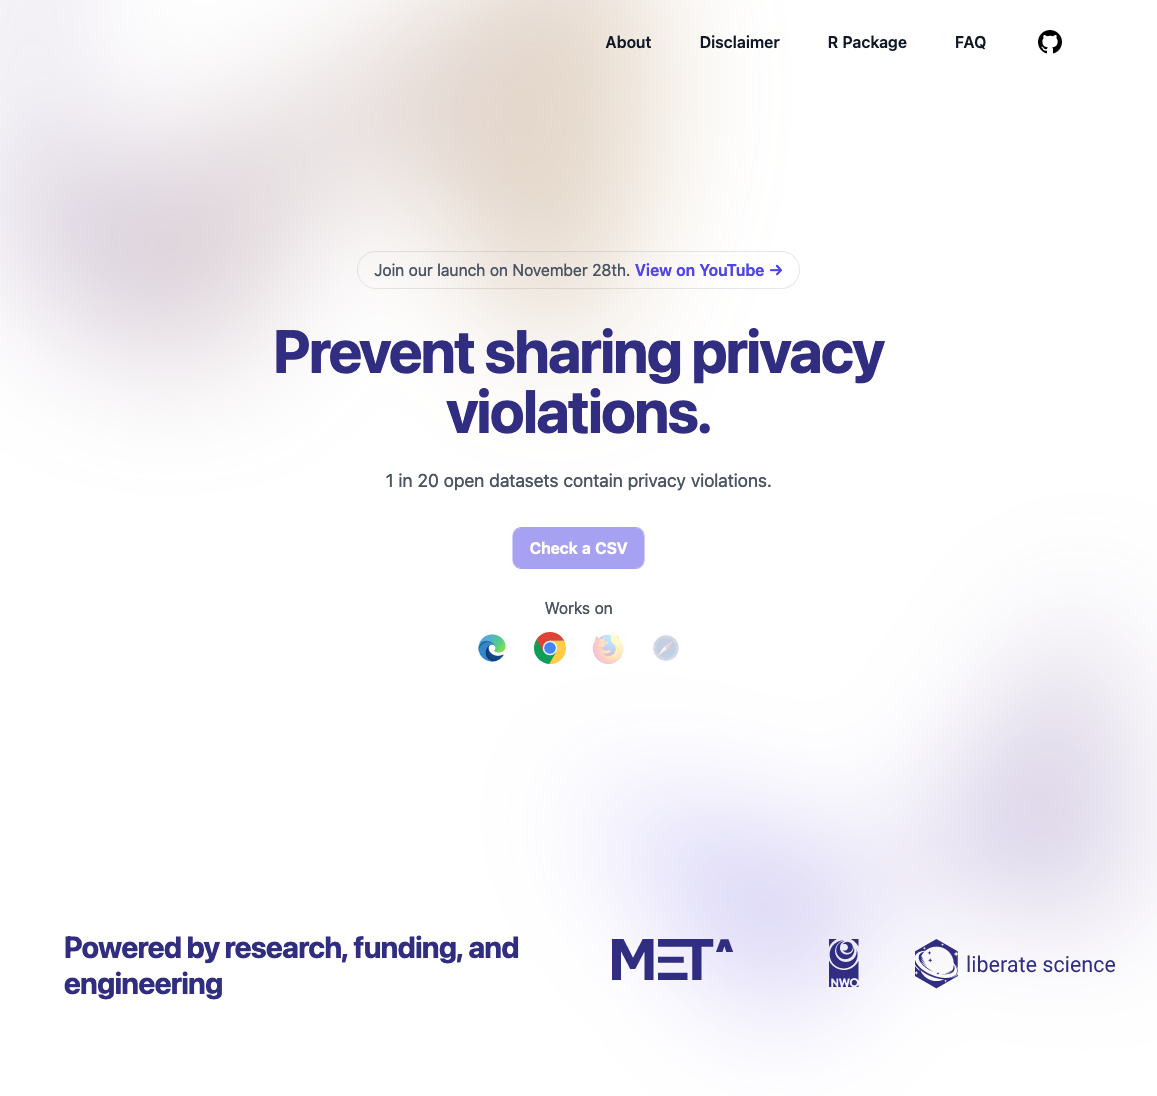 About Disclaimer R Package FAQ
Join our launch on November 28th. View on YouTube →
Prevent sharing privacy
violations.
1 in 20 open datasets contain privacy violations.
Check a CSV
Works on
Powered by research, funding, and
engineering
META
NWO
liberate science